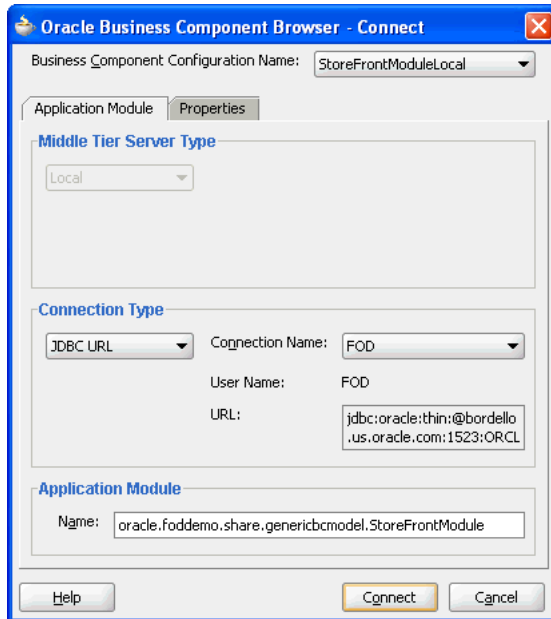 Oracle Business Component Browser - Connect
Business Component Configuration Name: StoreFrontModuleLocal
Application Module Properties
Middle Tier Server Type
Local
Connection Type
JDBC URL Connection Name: FOD
User Name: FOD
URL: jdbc:oracle:thin:@bordello
.us.oracle.com:1523:ORCL
Application Module
Name: oracle.foddemo.share.genericbcmodel.StoreFrontModule
Help Connect Cancel